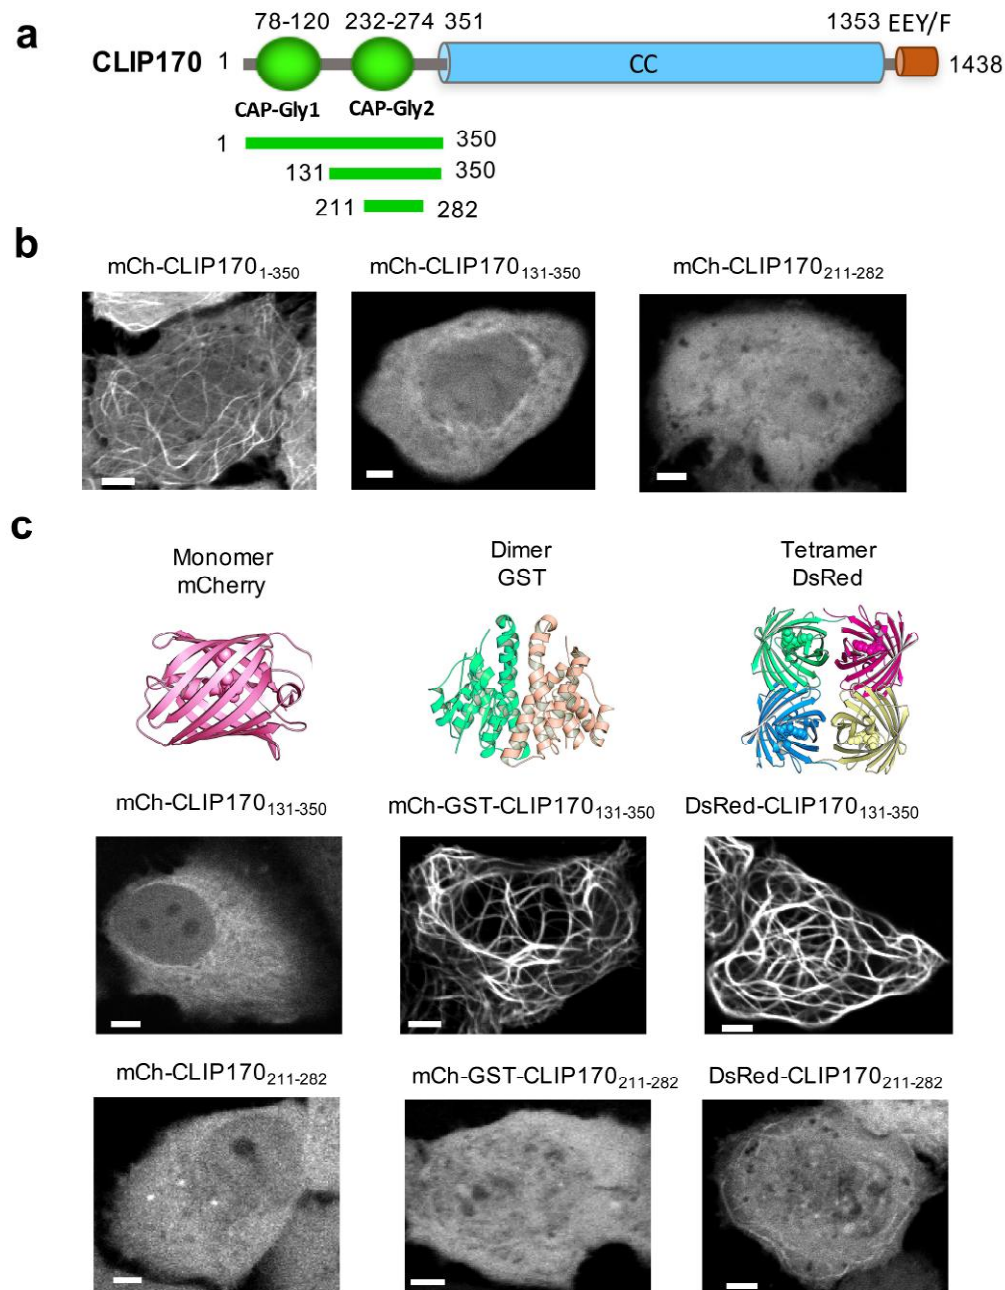 a
78-120 232-274 351 1353 EEY/F
CLIP170 1 CC 1438
CAP-Gly1 CAP-Gly2
1 350
131 350
211 282
b
mCh-CLIP170₁₋₃₅₀ mCh-CLIP170₁₃₁₋₃₅₀ mCh-CLIP170₂₁₁₋₂₈₂
c
Monomer
mCherry
Dimer
GST
Tetramer
DsRed
mCh-CLIP170₁₃₁₋₃₅₀ mCh-GST-CLIP170₁₃₁₋₃₅₀ DsRed-CLIP170₁₃₁₋₃₅₀
mCh-CLIP170₂₁₁₋₂₈₂ mCh-GST-CLIP170₂₁₁₋₂₈₂ DsRed-CLIP170₂₁₁₋₂₈₂